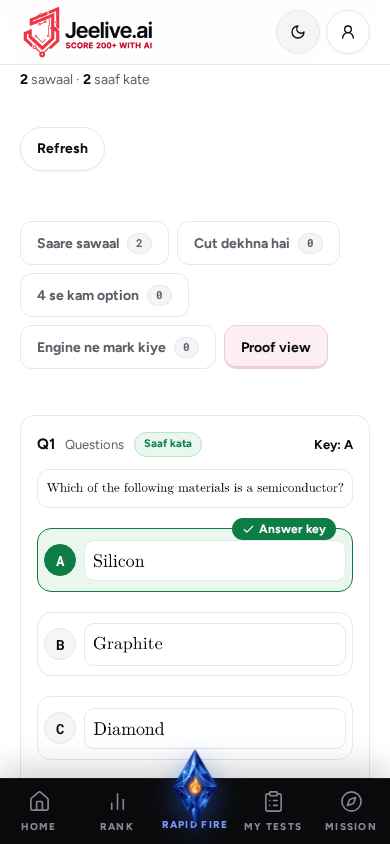 Jeelive.ai
SCORE 200+ WITH AI
2 sawaal · 2 saaf kate
Refresh
Saare sawaal 2
Cut dekhna hai 0
4 se kam option 0
Engine ne mark kiye 0
Proof view
Q1 Questions Saaf kata Key: A
Which of the following materials is a semiconductor?
✓ Answer key
A Silicon
B Graphite
C Diamond
HOME RANK RAPID FIRE MY TESTS MISSION